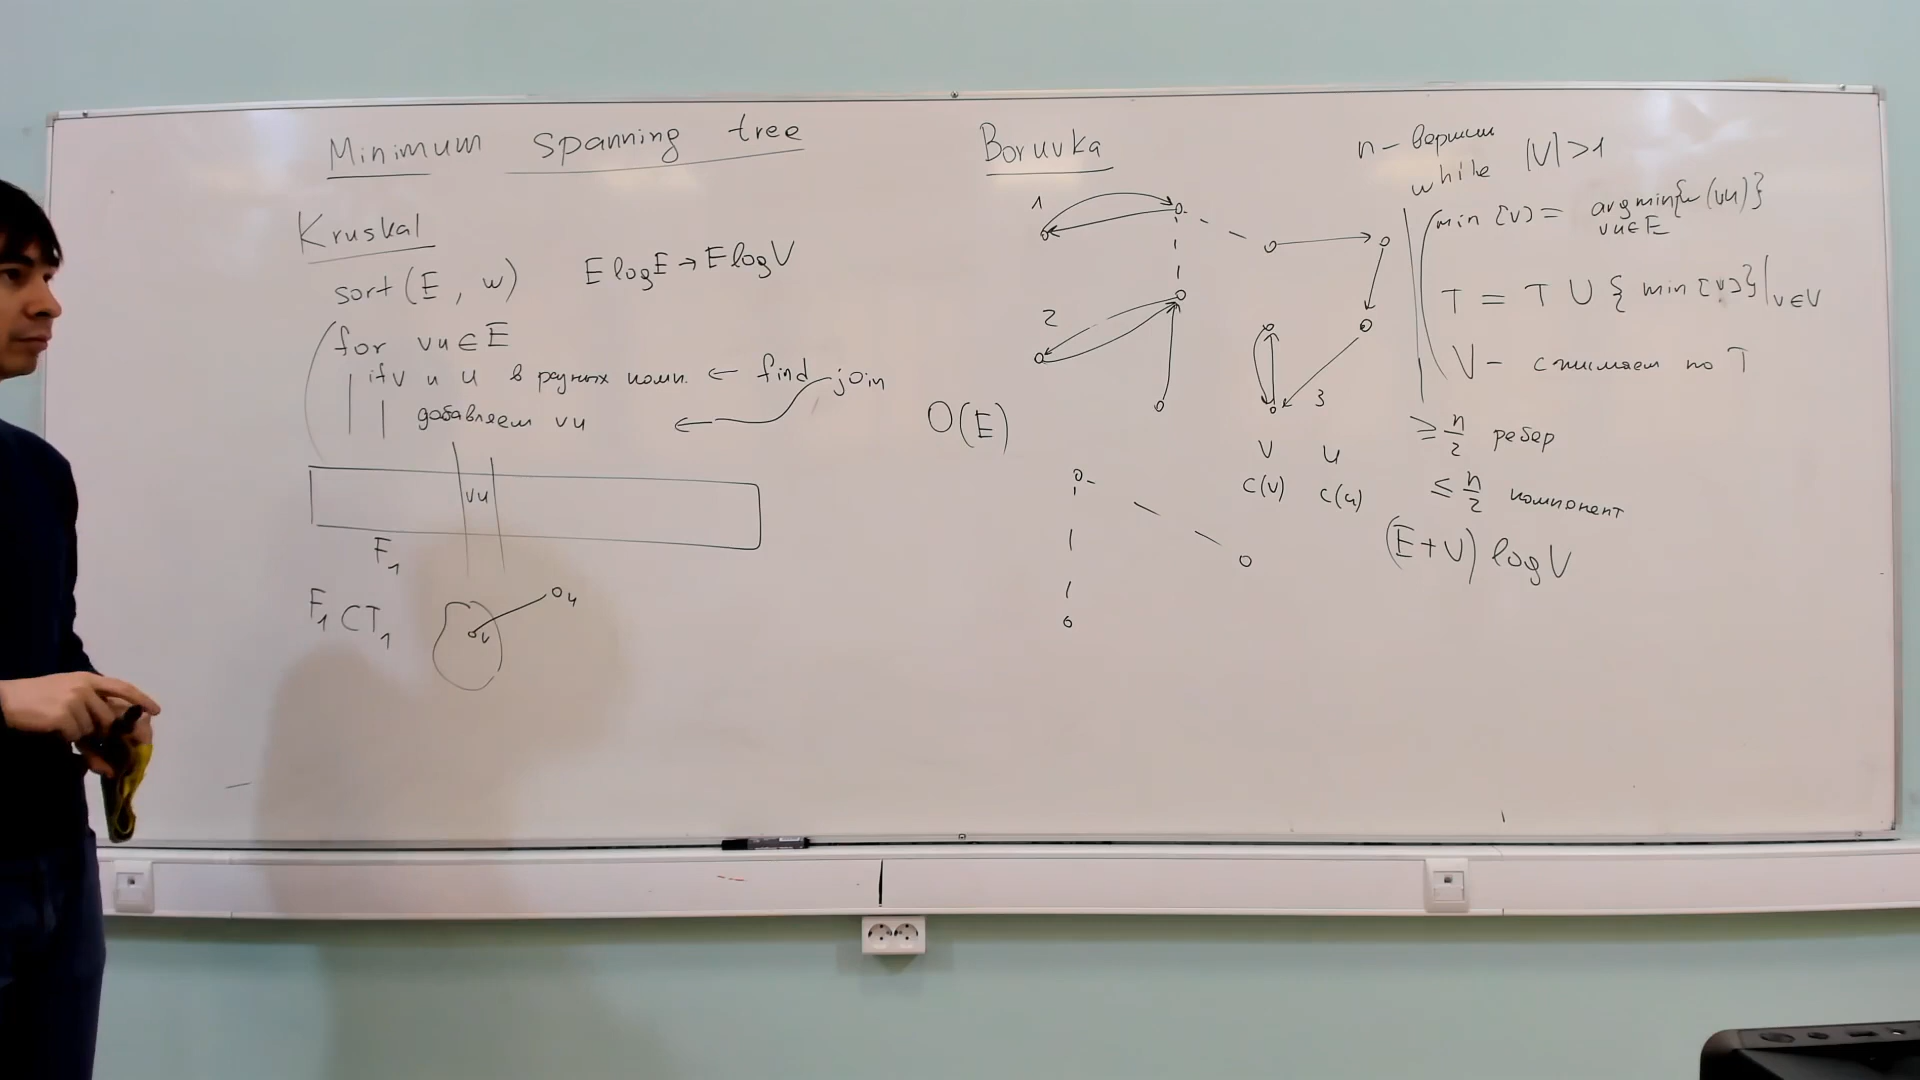 Minimum spanning tree
Kruskal
sort (E, w) E log E → E log V
for vu ∈ E
if v и u в разных комп. ← find join
добавляем vu ←
vu
F₁
F₁ ⊂ T₁
v u
Boruvka
1
2
3
O(E)
v u
c(v) c(u)
n - вершин
while |V| > 1
min[v] = argmin{w(vu)}
vu∈E
T = T ∪ { min[v]}|v∈V
V - сжимаем по T
≥ n/2 ребер
≤ n/2 компонент
(E+V) log V